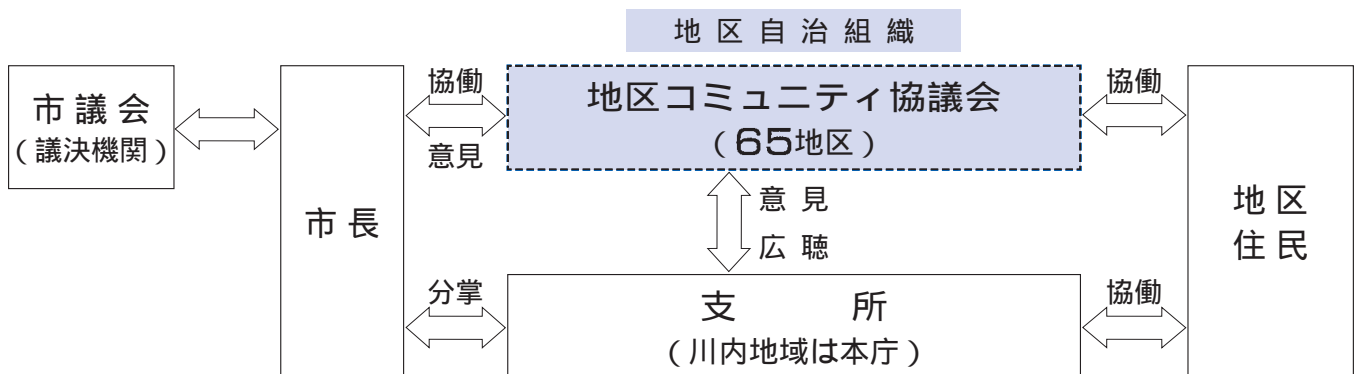 地区自治組織
市議会
(議決機関)
市長
協働
意見
地区コミュニティ協議会
(65地区)
協働
地区
住民
意見
広聴
分掌
支所
(川内地域は本庁)
協働